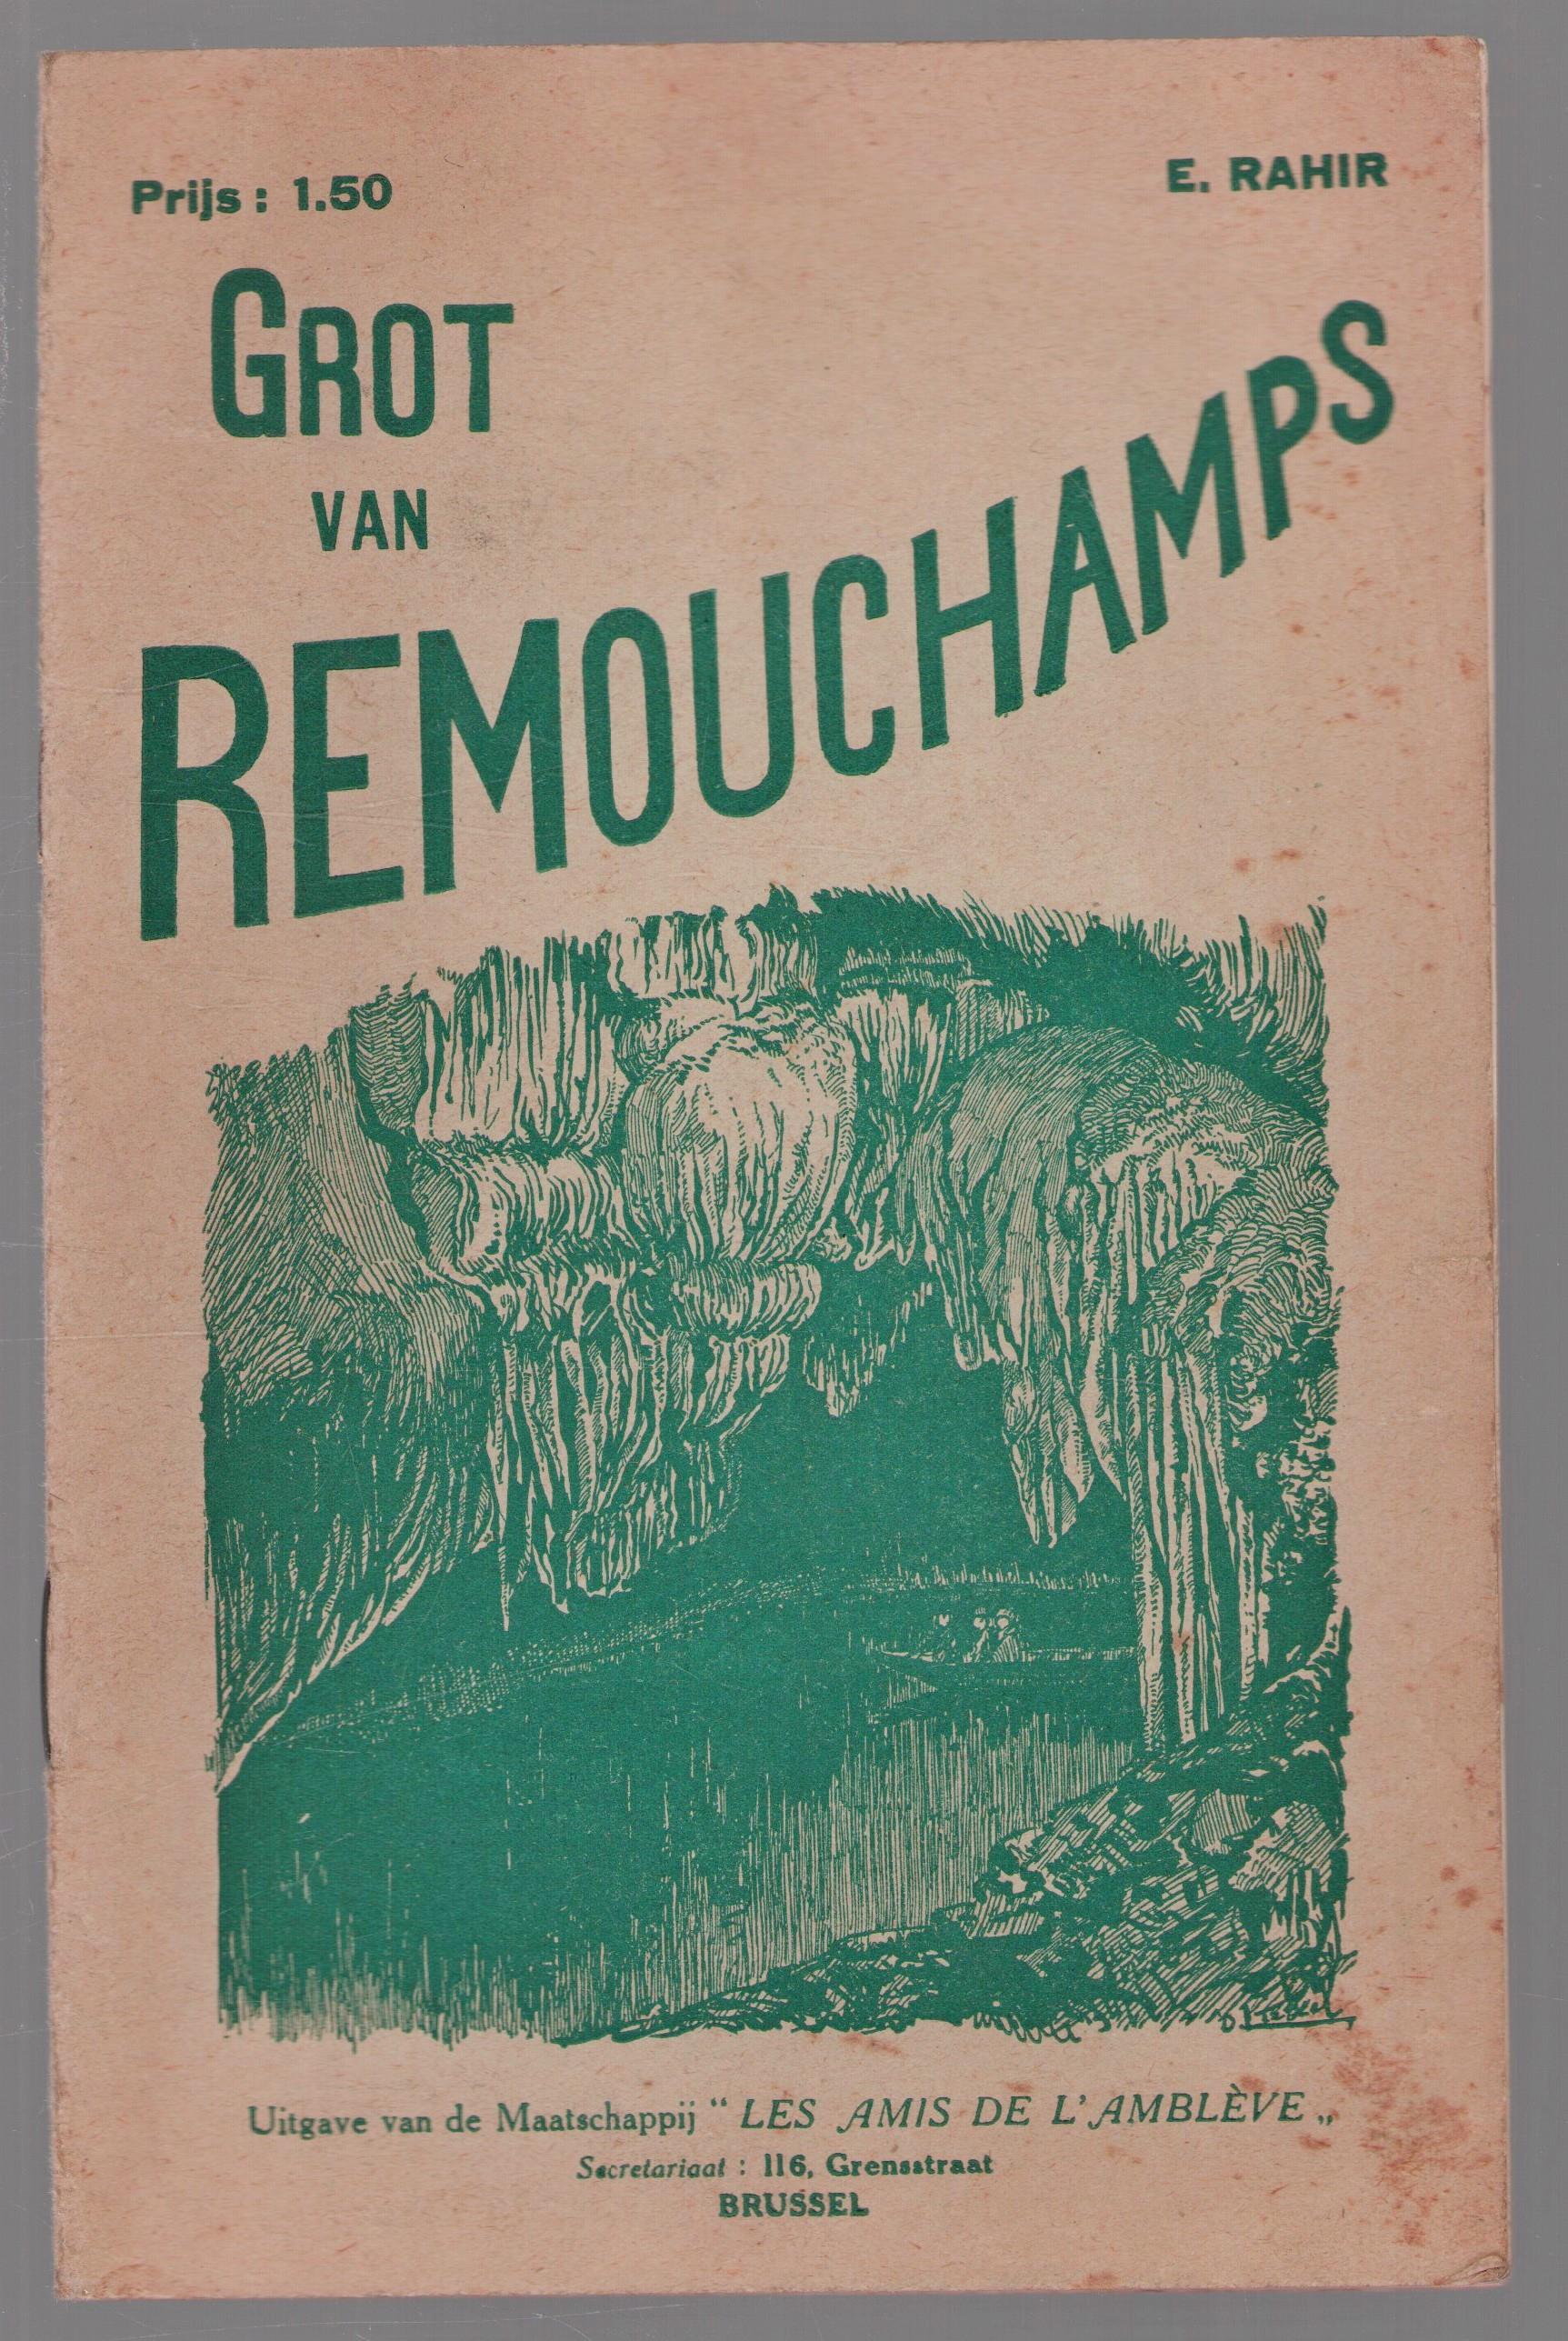 Prijs : 1.50
E. RAHIR
GROT
VAN
REMOUCHAMPS
Uitgave van de Maatschappij “ LES AMIS DE L'AMBLÈVE „
Secretariaat : 116, Grensstraat
BRUSSEL